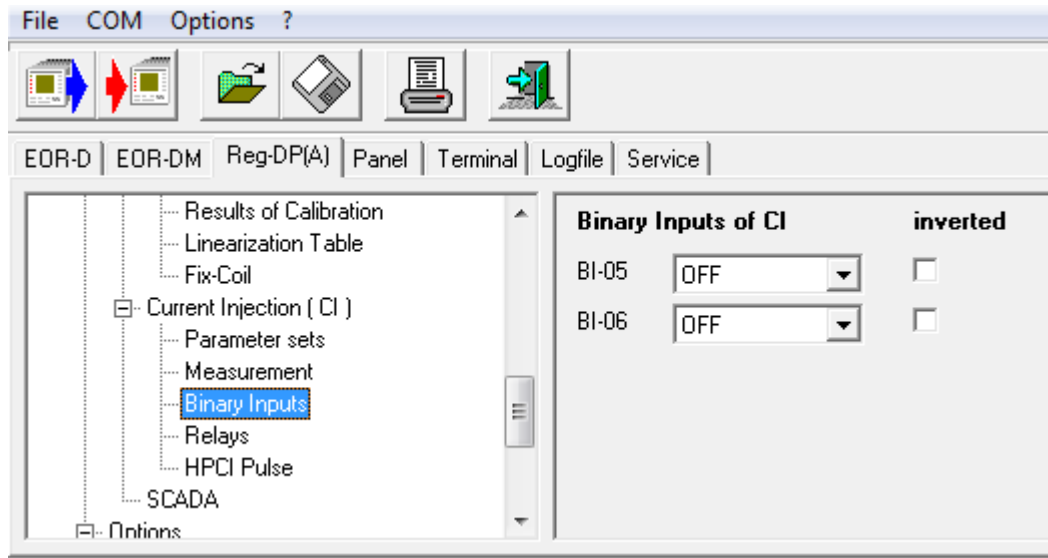 File COM Options ?
EOR-D EOR-DM Reg-DP(A) Panel Terminal Logfile Service
Results of Calibration
Linearization Table
Fix-Coil
Current Injection ( CI )
Parameter sets
Measurement
Binary Inputs
Relays
HPCI Pulse
SCADA
Options
Binary Inputs of CI inverted
BI-05 OFF
BI-06 OFF